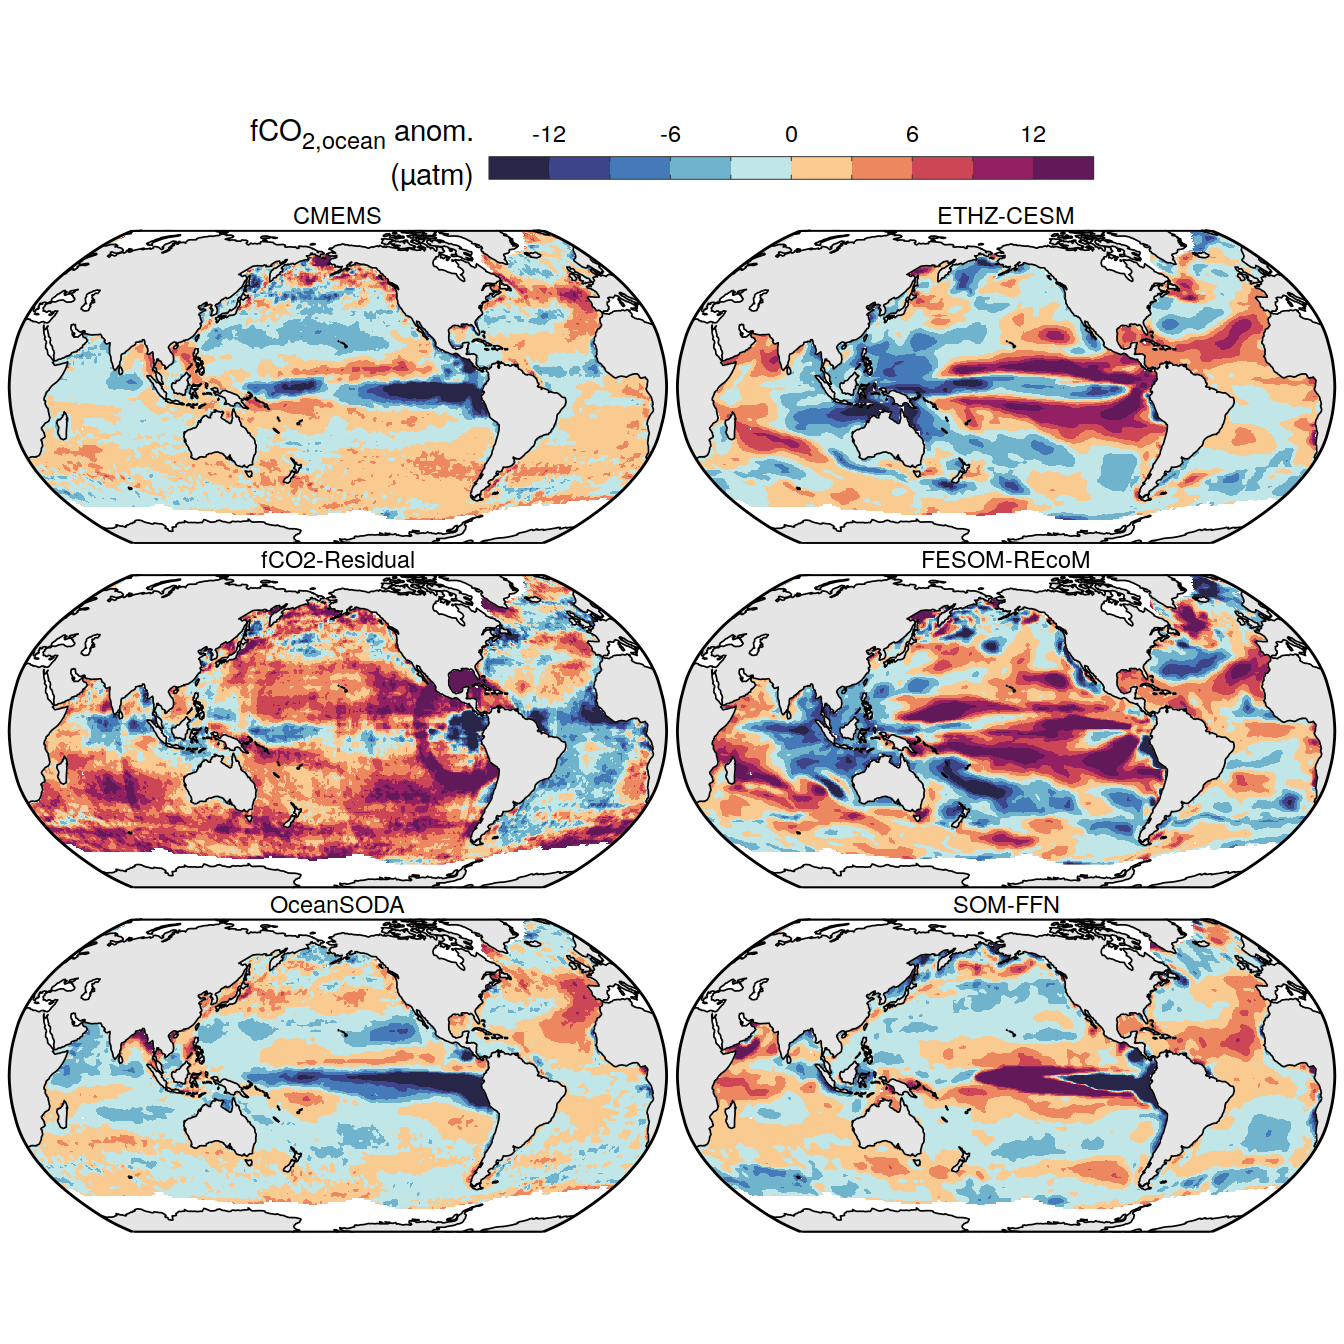 fCO2,ocean anom.
(µatm)
-12 -6 0 6 12
CMEMS
ETHZ-CESM
fCO2-Residual
FESOM-REcoM
OceanSODA
SOM-FFN